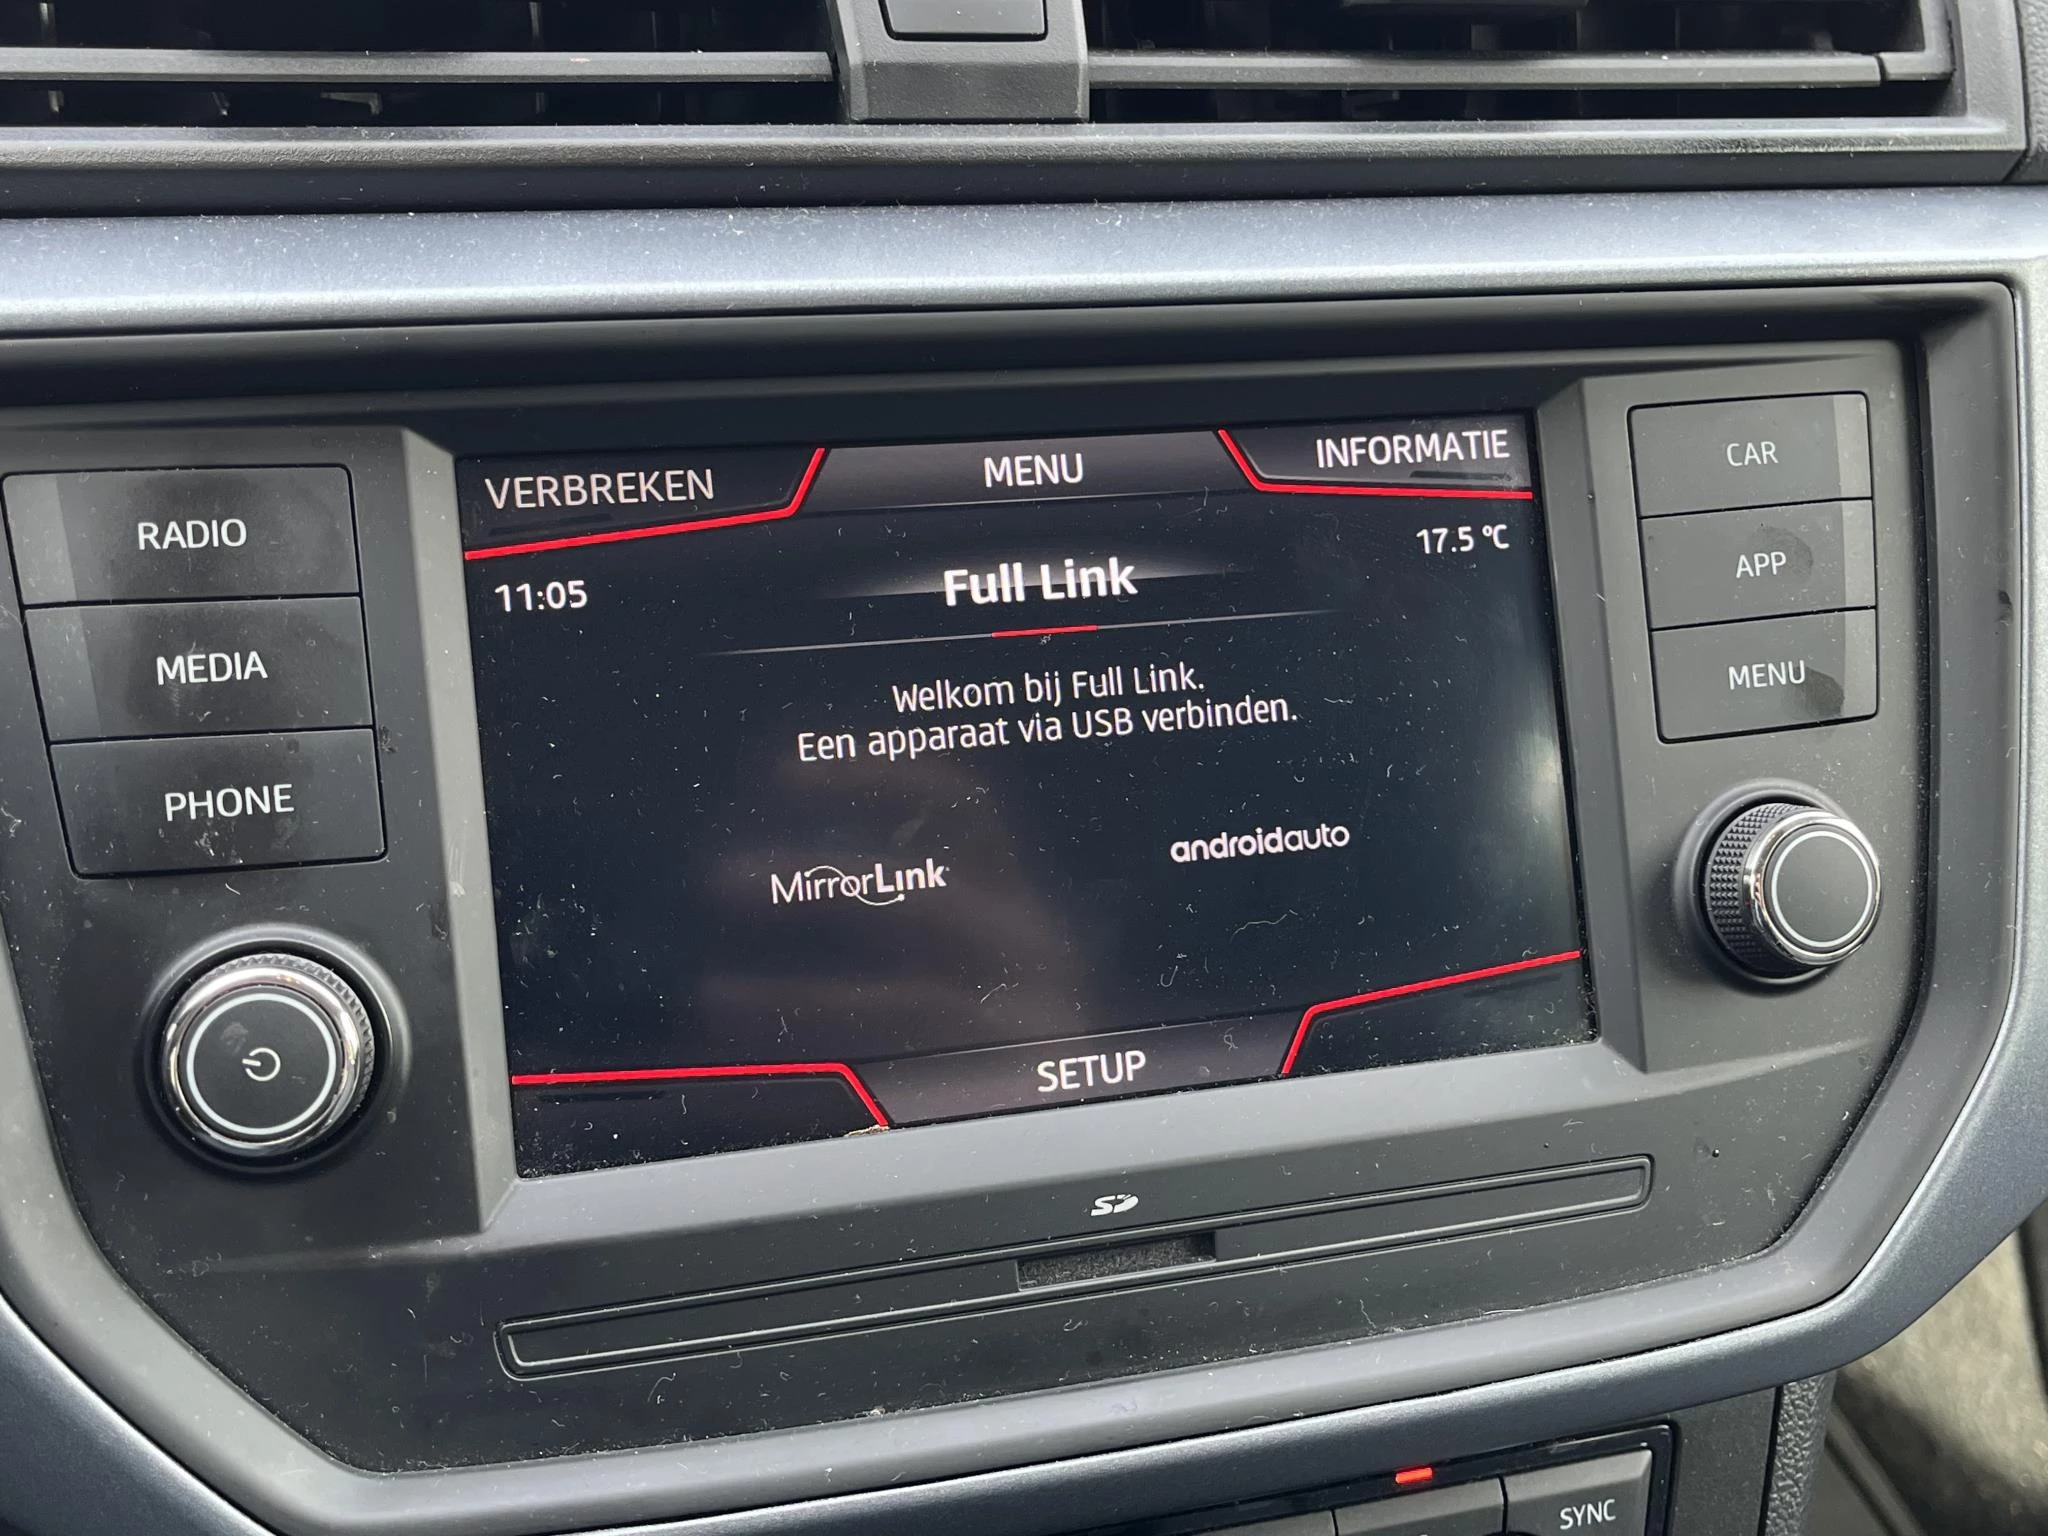 VERBREKEN
MENU
INFORMATIE
11:05
17.5 °C
Full Link
Welkom bij Full Link.
Een apparaat via USB verbinden.
MirrorLink
androidauto
SETUP
RADIO
MEDIA
PHONE
CAR
APP
MENU
SD
SYNC